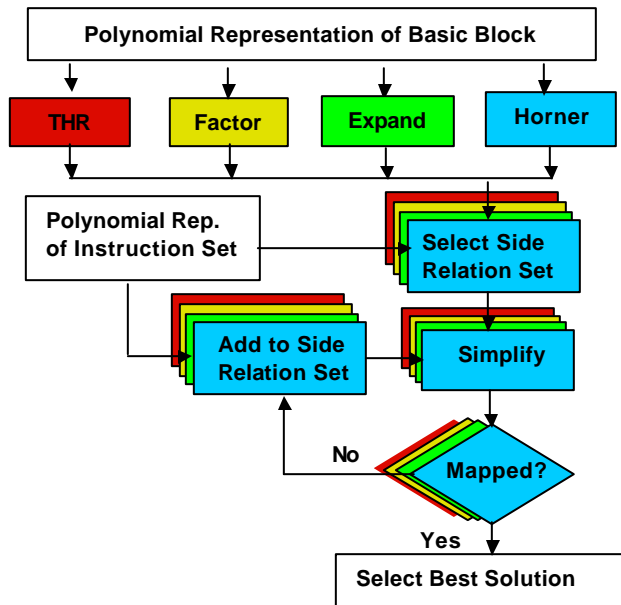 Polynomial Representation of Basic Block
THR
Factor
Expand
Horner
Polynomial Rep.
of Instruction Set
Select Side
Relation Set
Add to Side
Relation Set
Simplify
No
Mapped?
Yes
Select Best Solution